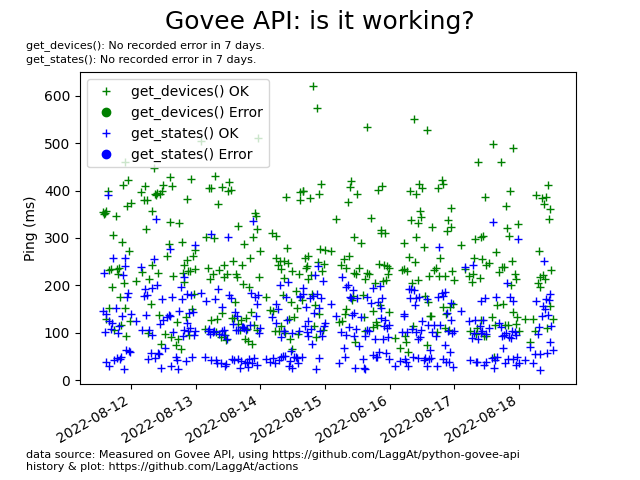 Govee API: is it working?
get_devices(): No recorded error in 7 days.
get_states(): No recorded error in 7 days.
get_devices() OK
get_devices() Error
get_states() OK
get_states() Error
Ping (ms)
600
500
400
300
200
100
0
2022-08-12
2022-08-13
2022-08-14
2022-08-15
2022-08-16
2022-08-17
2022-08-18
data source: Measured on Govee API, using https://github.com/LaggAt/python-govee-api
history & plot: https://github.com/LaggAt/actions